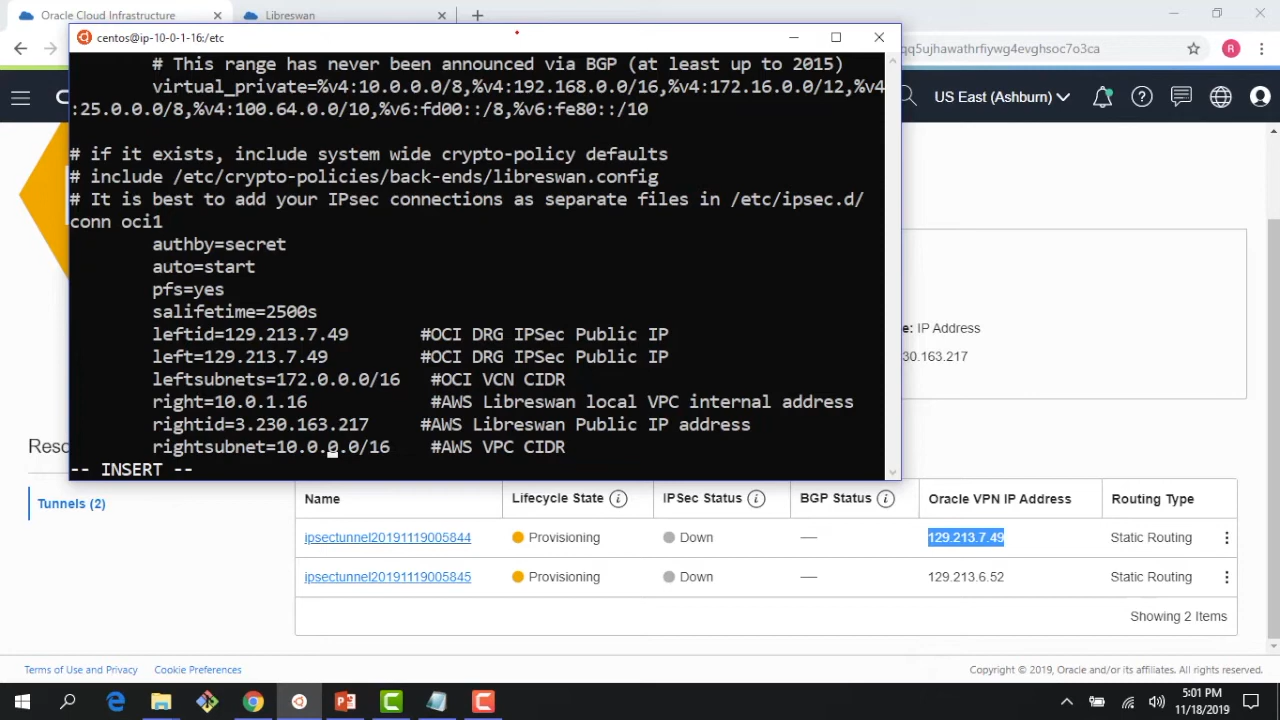 Oracle Cloud Infrastructure
Libreswan
centos@ip-10-0-1-16:/etc
qq5ujhawathrfiywg4evghsoc7o3ca
R
US East (Ashburn)
# This range has never been announced via BGP (at least up to 2015)
virtual_private=%v4:10.0.0.0/8,%v4:192.168.0.0/16,%v4:172.16.0.0/12,%v4
:25.0.0.0/8,%v4:100.64.0.0/10,%v6:fd00::/8,%v6:fe80::/10
# if it exists, include system wide crypto-policy defaults
# include /etc/crypto-policies/back-ends/libreswan.config
# It is best to add your IPsec connections as separate files in /etc/ipsec.d/
conn oci1
authby=secret
auto=start
pfs=yes
salifetime=2500s
leftid=129.213.7.49 #OCI DRG IPSec Public IP
left=129.213.7.49 #OCI DRG IPSec Public IP
leftsubnets=172.0.0.0/16 #OCI VCN CIDR
right=10.0.1.16 #AWS Libreswan local VPC internal address
rightid=3.230.163.217 #AWS Libreswan Public IP address
rightsubnet=10.0.0.0/16 #AWS VPC CIDR
-- INSERT --
e: IP Address
30.163.217
Reso
Tunnels (2)
Name Lifecycle State IPSec Status BGP Status Oracle VPN IP Address Routing Type
ipsectunnel20191119005844 Provisioning Down — 129.213.7.49 Static Routing
ipsectunnel20191119005845 Provisioning Down — 129.213.6.52 Static Routing
Showing 2 Items
Terms of Use and Privacy Cookie Preferences
Copyright © 2019, Oracle and/or its affiliates. All rights reserved.
5:01 PM
11/18/2019